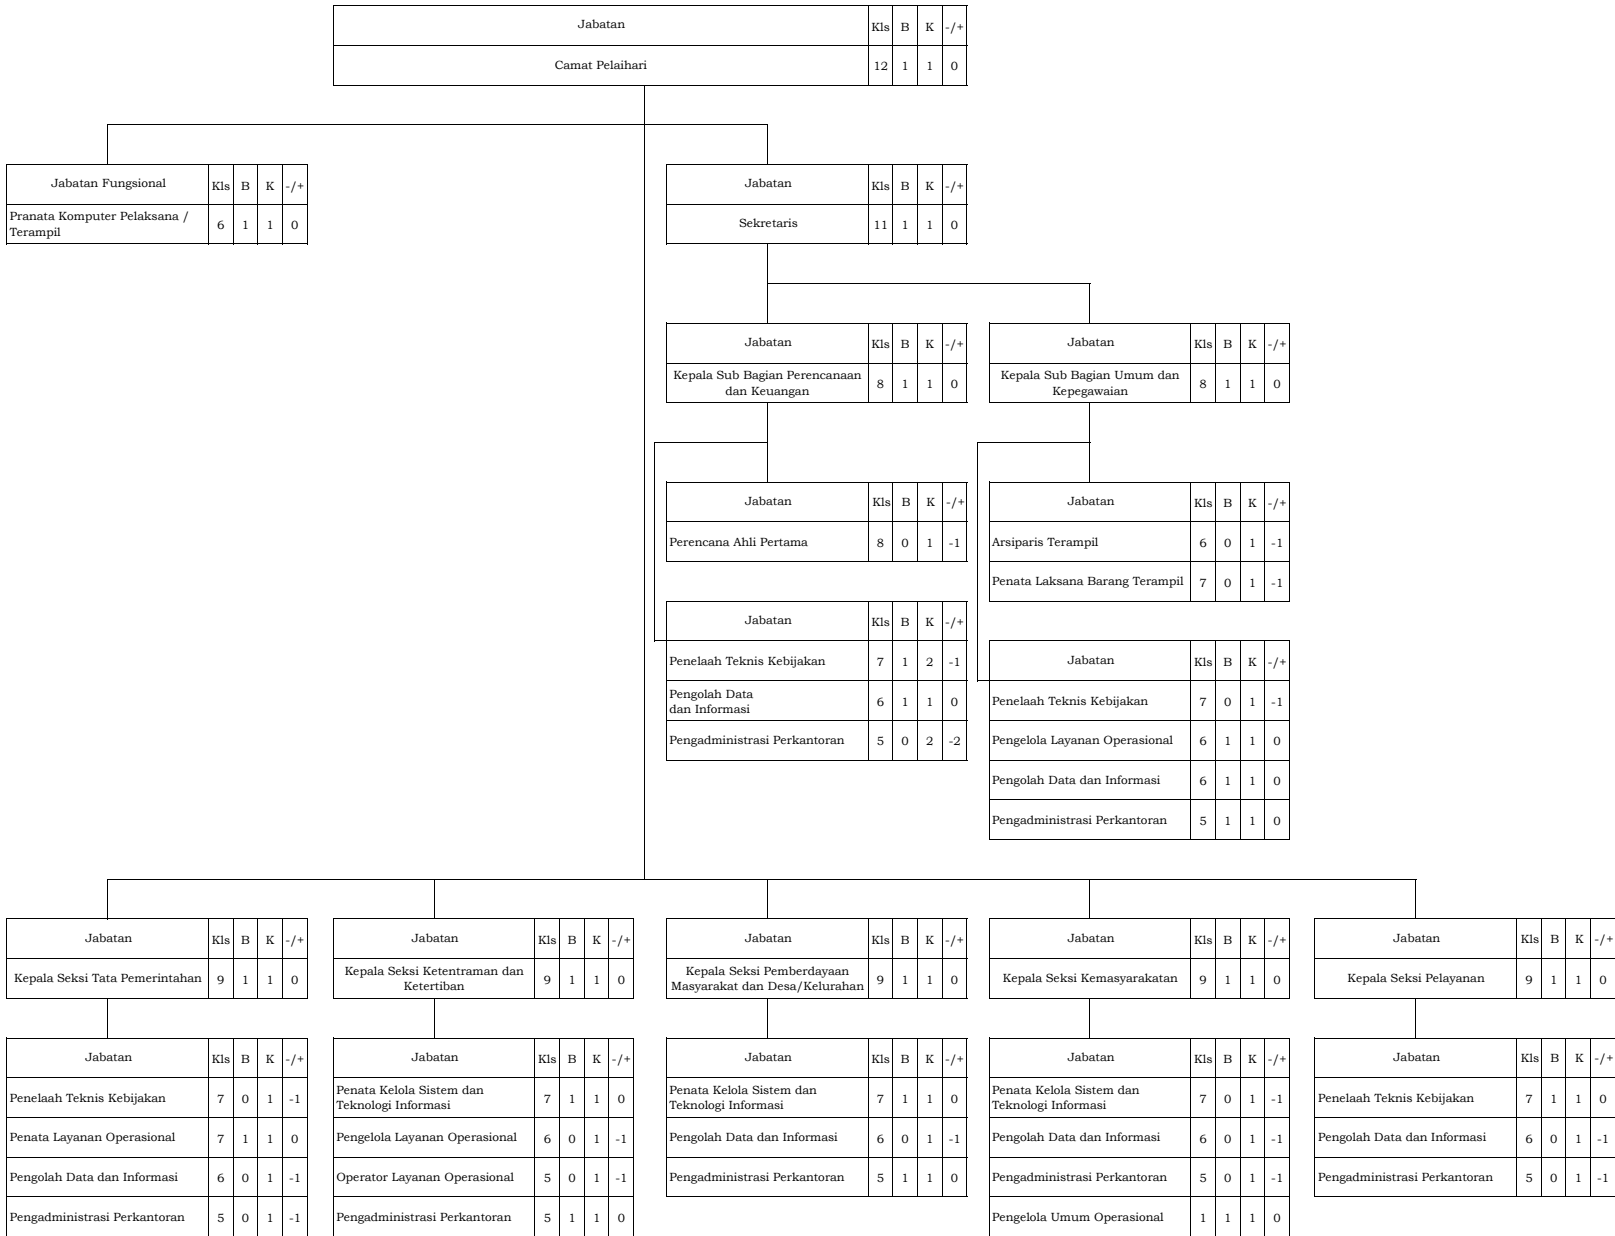 Jabatan Kls B K -/+
Camat Pelaihari 12 1 1 0
Jabatan Fungsional Kls B K -/+
Pranata Komputer Pelaksana /
Terampil 6 1 1 0
Jabatan Kls B K -/+
Sekretaris 11 1 1 0
Jabatan Kls B K -/+
Kepala Sub Bagian Perencanaan
dan Keuangan 8 1 1 0
Jabatan Kls B K -/+
Kepala Sub Bagian Umum dan
Kepegawaian 8 1 1 0
Jabatan Kls B K -/+
Perencana Ahli Pertama 8 0 1 -1
Jabatan Kls B K -/+
Penelaah Teknis Kebijakan 7 1 2 -1
Pengolah Data
dan Informasi 6 1 1 0
Pengadministrasi Perkantoran 5 0 2 -2
Jabatan Kls B K -/+
Arsiparis Terampil 6 0 1 -1
Penata Laksana Barang Terampil 7 0 1 -1
Jabatan Kls B K -/+
Penelaah Teknis Kebijakan 7 0 1 -1
Pengelola Layanan Operasional 6 1 1 0
Pengolah Data dan Informasi 6 1 1 0
Pengadministrasi Perkantoran 5 1 1 0
Jabatan Kls B K -/+
Kepala Seksi Tata Pemerintahan 9 1 1 0
Jabatan Kls B K -/+
Penelaah Teknis Kebijakan 7 0 1 -1
Penata Layanan Operasional 7 1 1 0
Pengolah Data dan Informasi 6 0 1 -1
Pengadministrasi Perkantoran 5 0 1 -1
Jabatan Kls B K -/+
Kepala Seksi Ketentraman dan
Ketertiban 9 1 1 0
Jabatan Kls B K -/+
Penata Kelola Sistem dan
Teknologi Informasi 7 1 1 0
Pengelola Layanan Operasional 6 0 1 -1
Operator Layanan Operasional 5 0 1 -1
Pengadministrasi Perkantoran 5 1 1 0
Jabatan Kls B K -/+
Kepala Seksi Pemberdayaan
Masyarakat dan Desa/Kelurahan 9 1 1 0
Jabatan Kls B K -/+
Penata Kelola Sistem dan
Teknologi Informasi 7 1 1 0
Pengolah Data dan Informasi 6 0 1 -1
Pengadministrasi Perkantoran 5 1 1 0
Jabatan Kls B K -/+
Kepala Seksi Kemasyarakatan 9 1 1 0
Jabatan Kls B K -/+
Penata Kelola Sistem dan
Teknologi Informasi 7 0 1 -1
Pengolah Data dan Informasi 6 0 1 -1
Pengadministrasi Perkantoran 5 0 1 -1
Pengelola Umum Operasional 1 1 1 0
Jabatan Kls B K -/+
Kepala Seksi Pelayanan 9 1 1 0
Jabatan Kls B K -/+
Penelaah Teknis Kebijakan 7 1 1 0
Pengolah Data dan Informasi 6 0 1 -1
Pengadministrasi Perkantoran 5 0 1 -1